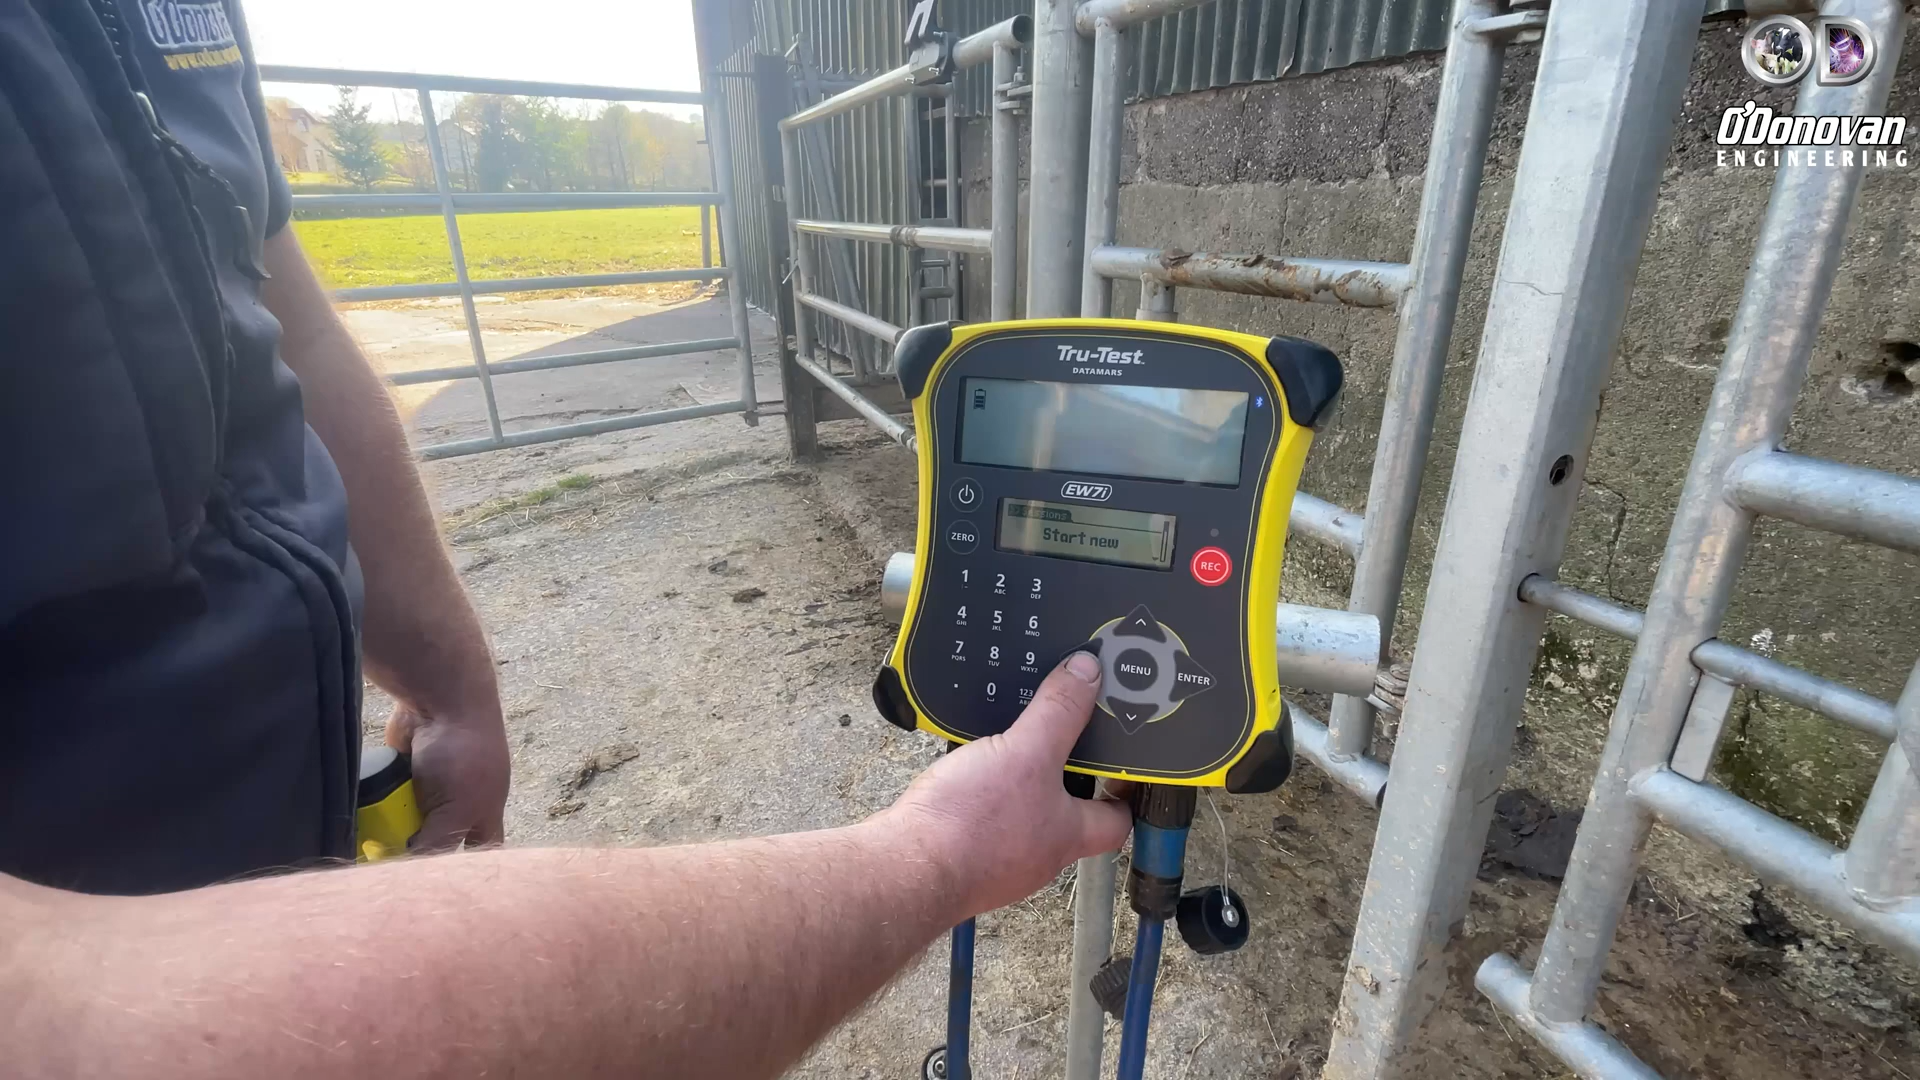 O'Donovan
ENGINEERING
Tru-Test
DATAMARS
EW7i
Sessions
Start new
ZERO
REC
1
2 ABC
3 DEF
4 GHI
5 JKL
6 MNO
7 PQRS
8 TUV
9 WXYZ
0
123
MENU
ENTER